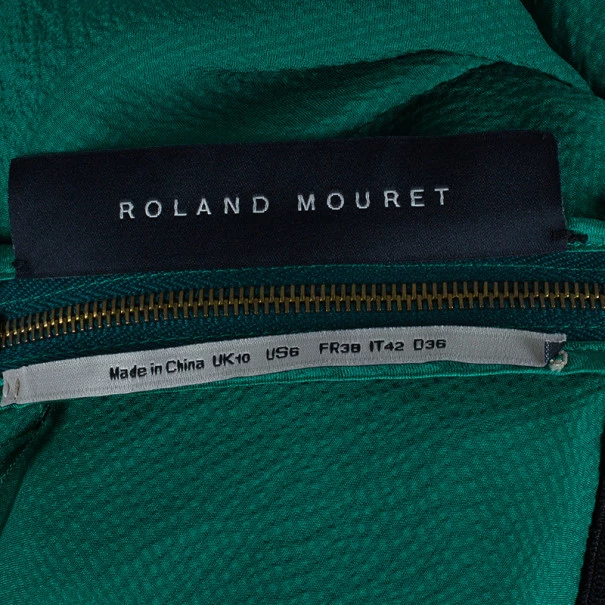 ROLAND MOURET
Made in China UK10 US6 FR38 IT42 D36